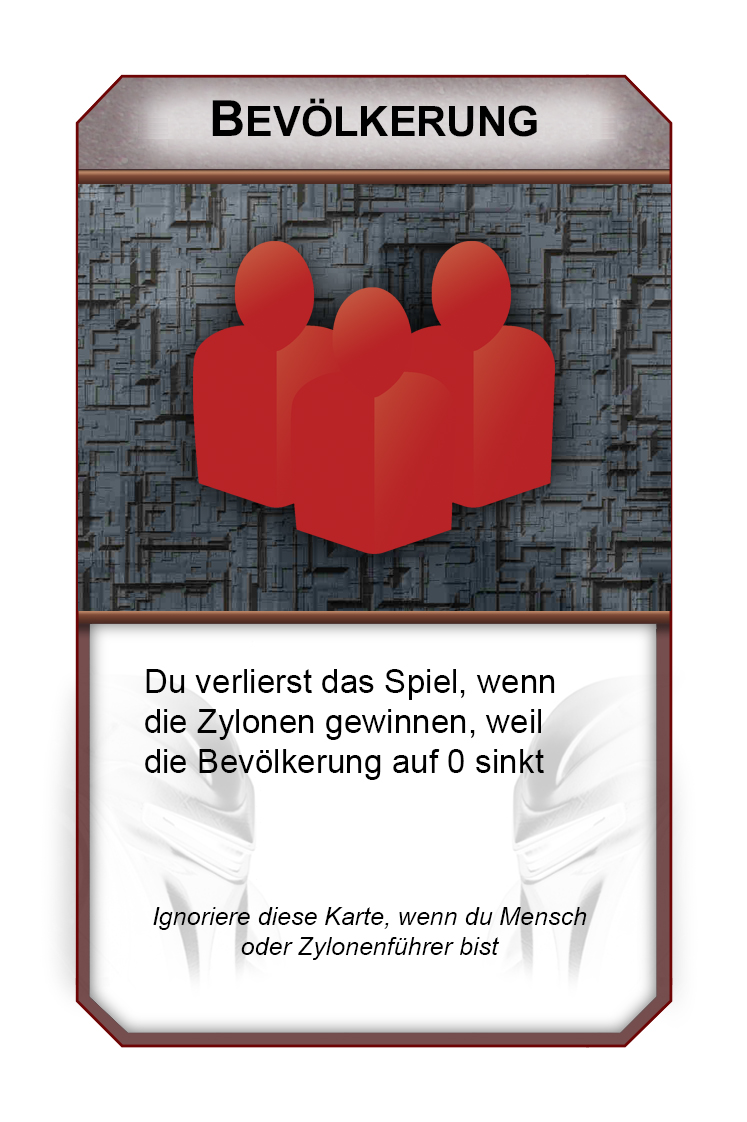 BEVÖLKERUNG
Du verlierst das Spiel, wenn
die Zylonen gewinnen, weil
die Bevölkerung auf 0 sinkt
Ignoriere diese Karte, wenn du Mensch
oder Zylonenführer bist